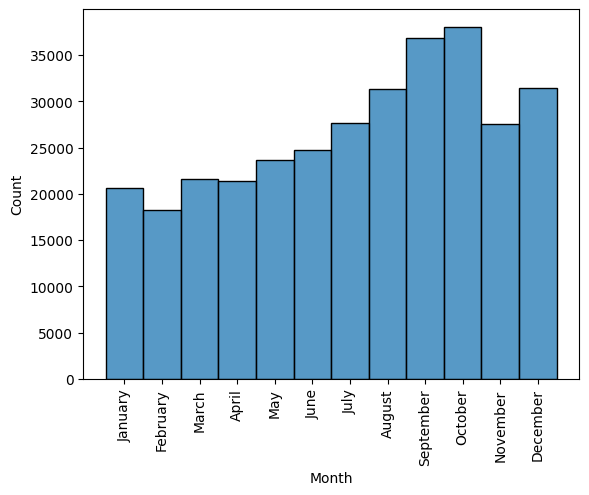 35000
30000
25000
20000
15000
10000
5000
0
Count
January
February
March
April
May
June
July
August
September
October
November
December
Month